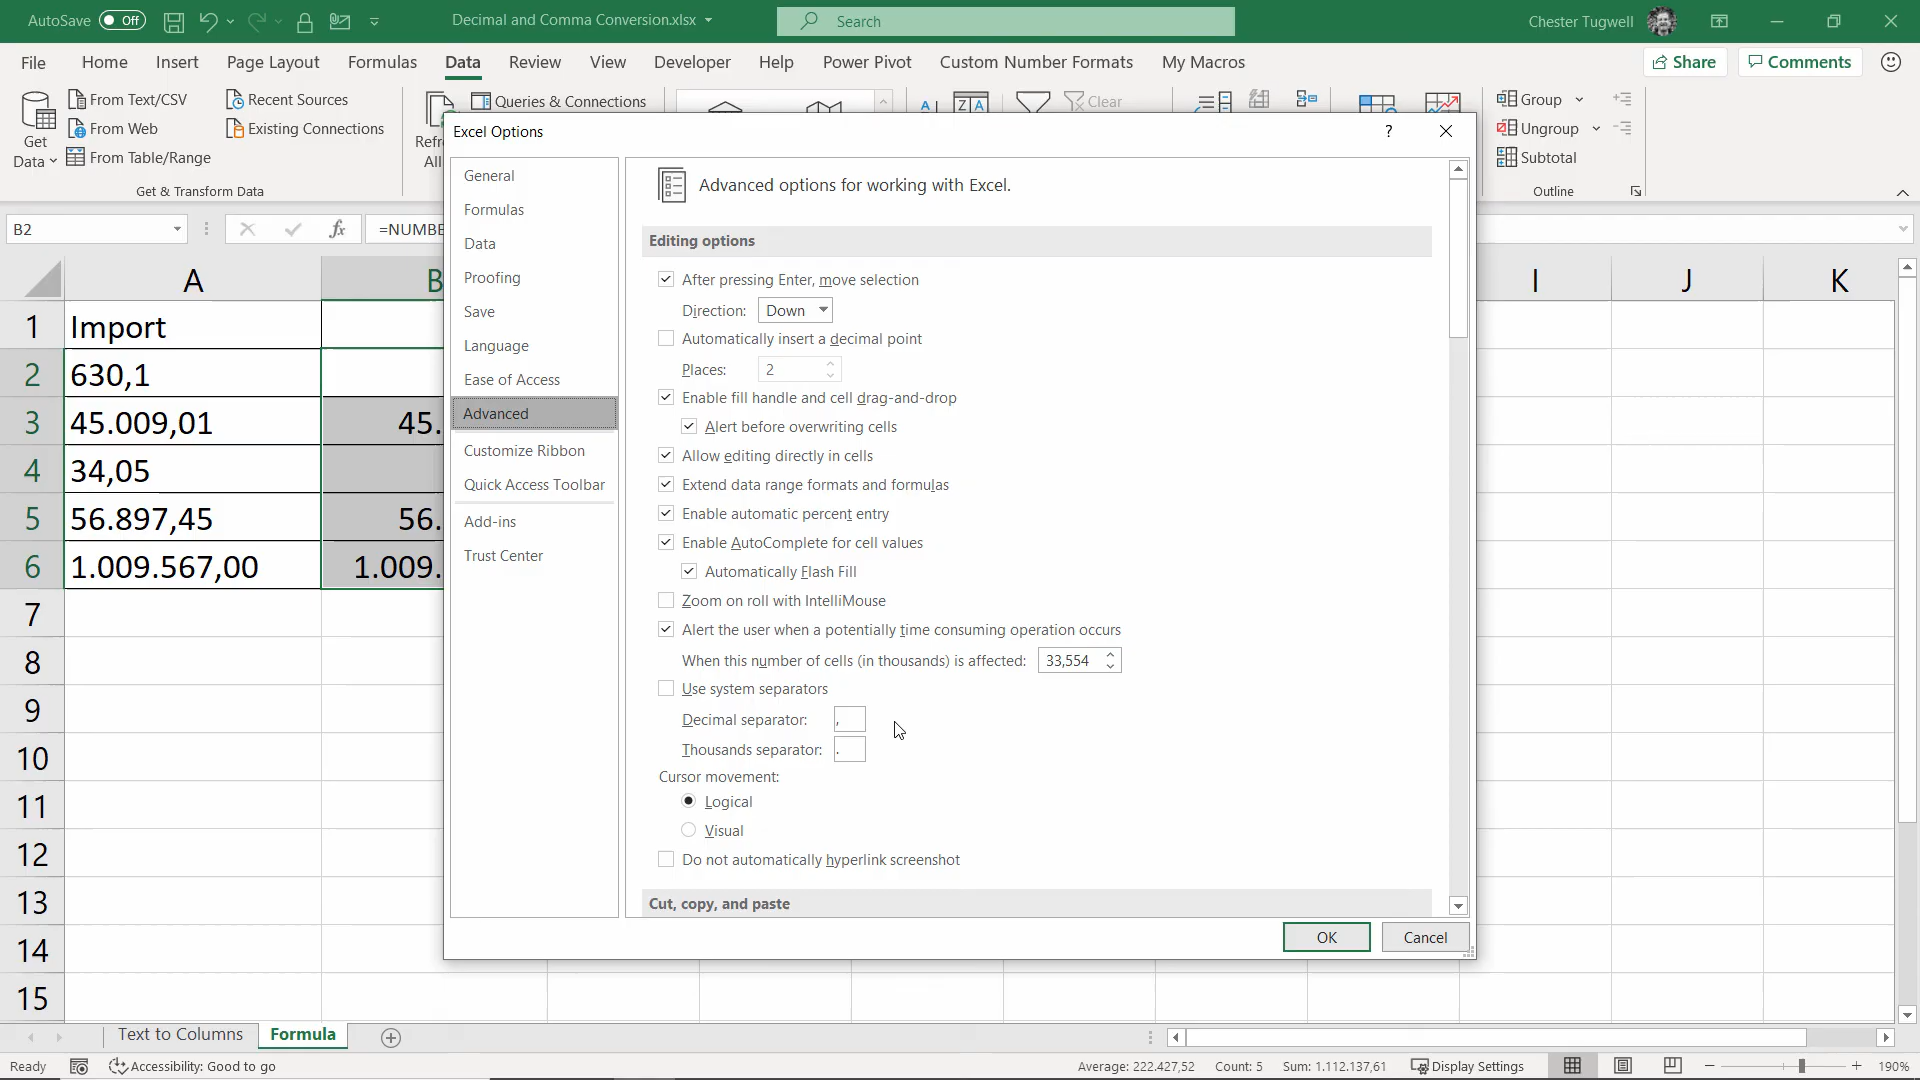 AutoSave Off Decimal and Comma Conversion.xlsx Search Chester Tugwell
File Home Insert Page Layout Formulas Data Review View Developer Help Power Pivot Custom Number Formats My Macros Share Comments
From Text/CSV Recent Sources Queries & Connections Clear Group
Get From Web Existing Connections Ungroup
Data From Table/Range All Subtotal
Get & Transform Data Outline
B2 fx =NUMBE
Excel Options ?
General
Formulas
Data
Proofing
Save
Language
Ease of Access
Advanced
Customize Ribbon
Quick Access Toolbar
Add-ins
Trust Center
Advanced options for working with Excel.
Editing options
After pressing Enter, move selection
Direction: Down
Automatically insert a decimal point
Places: 2
Enable fill handle and cell drag-and-drop
Alert before overwriting cells
Allow editing directly in cells
Extend data range formats and formulas
Enable automatic percent entry
Enable AutoComplete for cell values
Automatically Flash Fill
Zoom on roll with IntelliMouse
Alert the user when a potentially time consuming operation occurs
When this number of cells (in thousands) is affected: 33,554
Use system separators
Decimal separator: ,
Thousands separator: .
Cursor movement:
Logical
Visual
Do not automatically hyperlink screenshot
Cut, copy, and paste
OK Cancel
A B I J K
1 Import
2 630,1
3 45.009,01 45.
4 34,05
5 56.897,45 56.
6 1.009.567,00 1.009.
7
8
9
10
11
12
13
14
15
Text to Columns Formula
Ready Accessibility: Good to go Average: 222.427,52 Count: 5 Sum: 1.112.137,61 Display Settings 190%